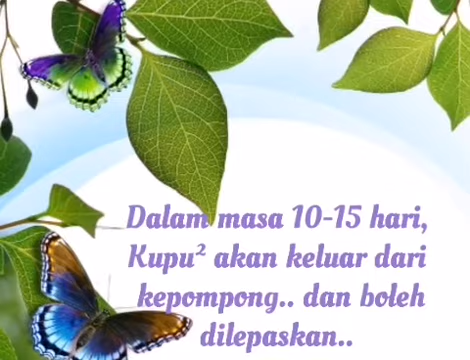 Dalam masa 10-15 hari,
Kupu² akan keluar dari
kepompong.. dan boleh
dilepaskan..